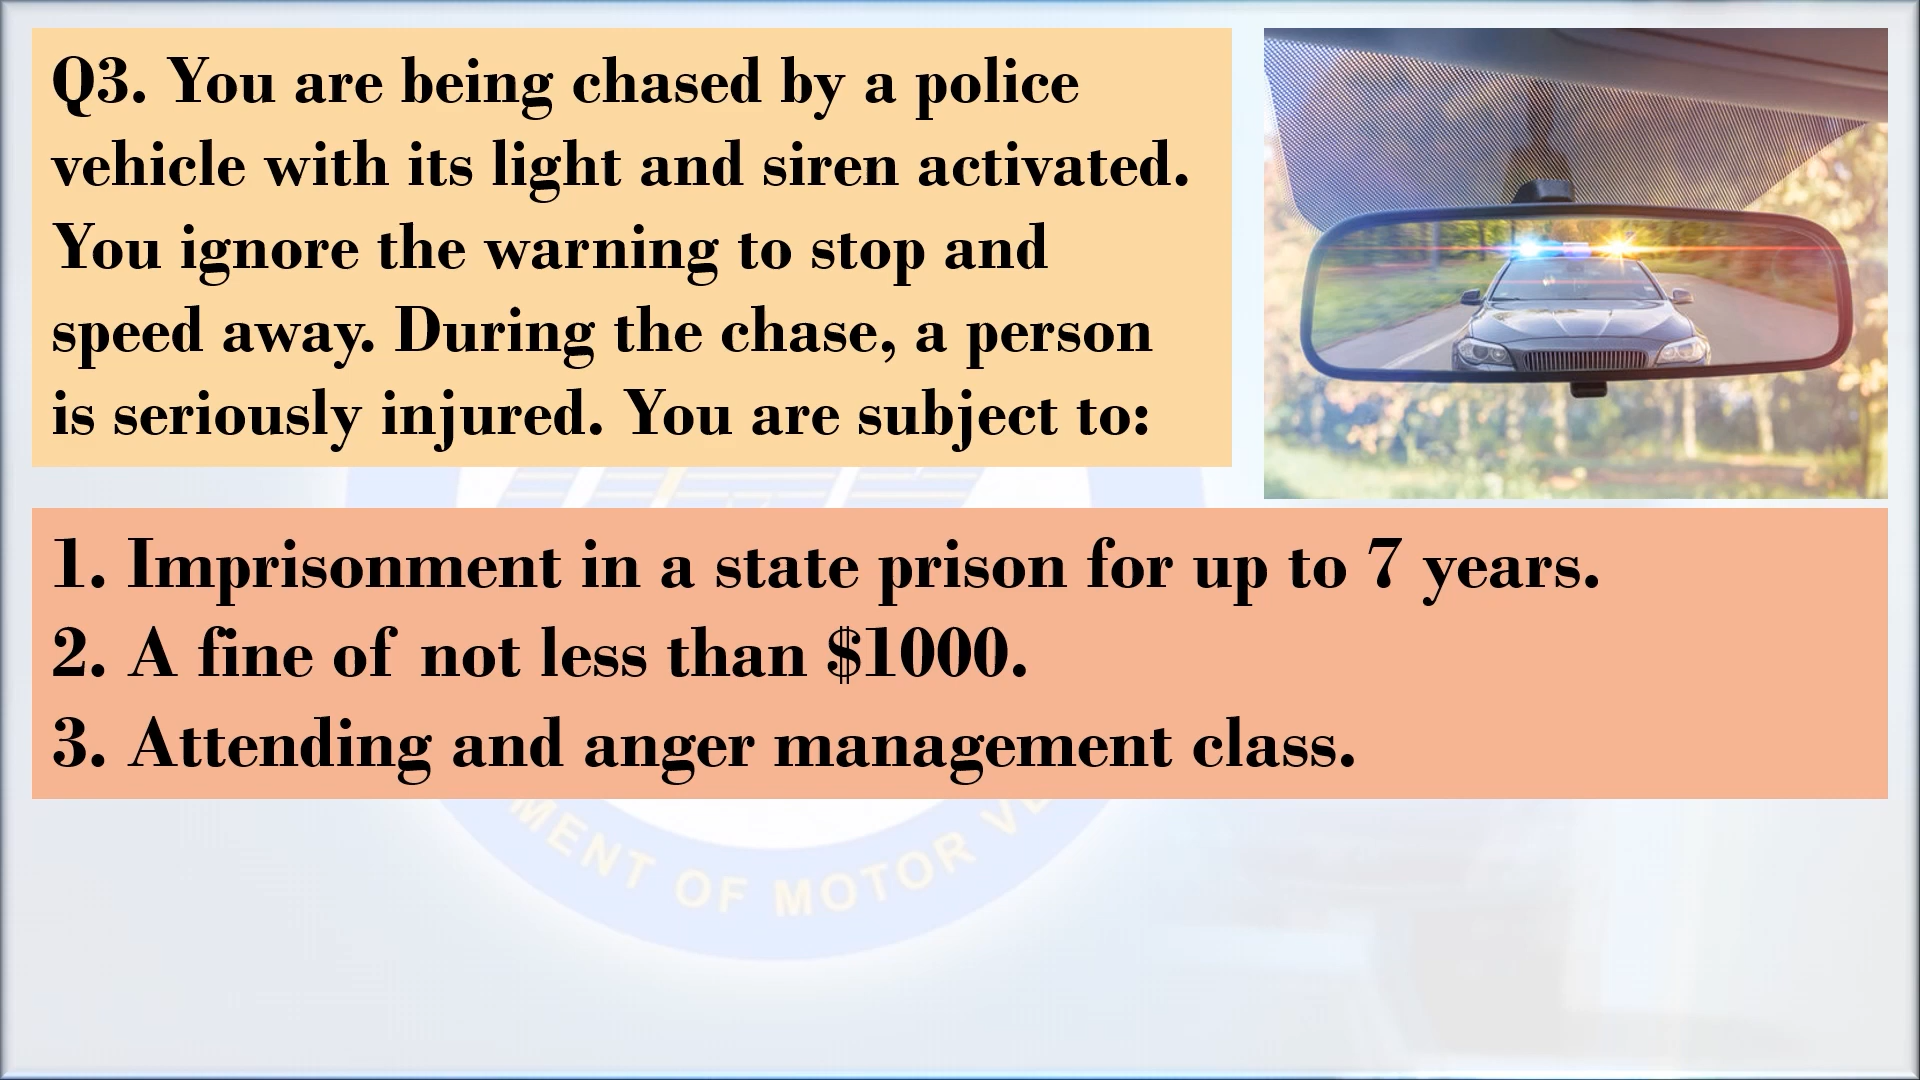 Q3. You are being chased by a police
vehicle with its light and siren activated.
You ignore the warning to stop and
speed away. During the chase, a person
is seriously injured. You are subject to:
1. Imprisonment in a state prison for up to 7 years.
2. A fine of not less than $1000.
3. Attending and anger management class.
MENT OF MOTOR VE